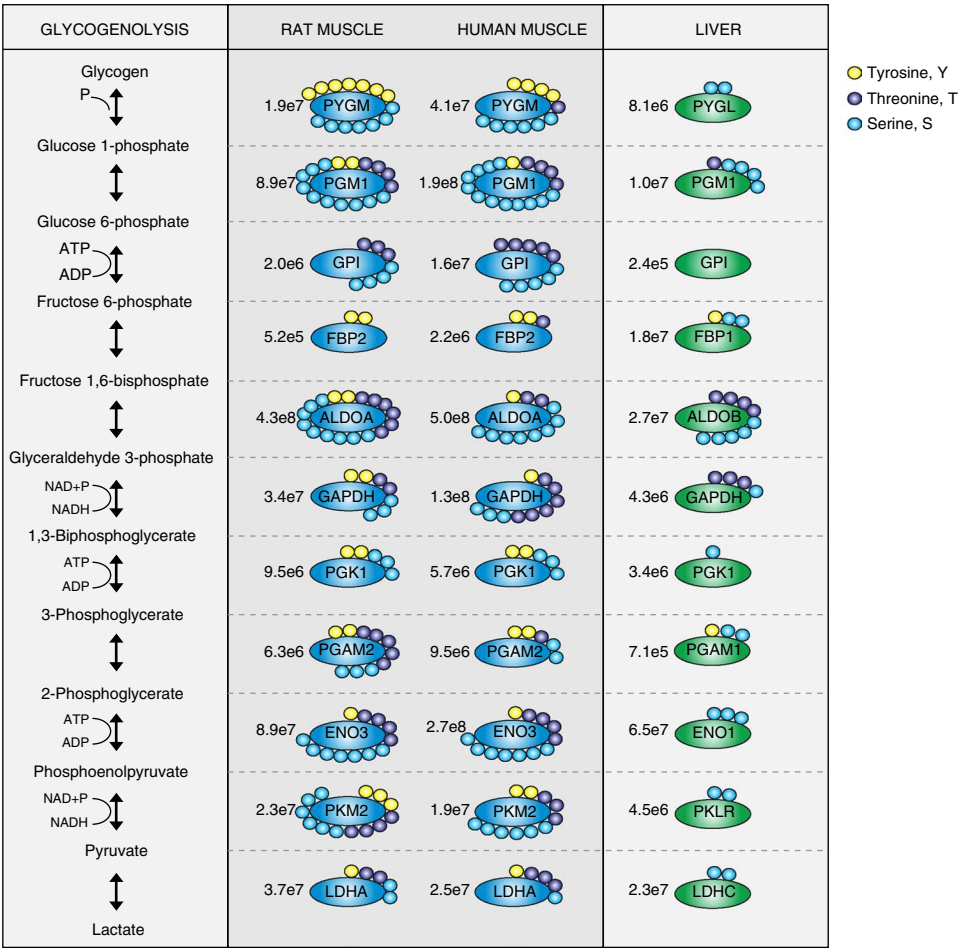 GLYCOGENOLYSIS RAT MUSCLE HUMAN MUSCLE LIVER
Tyrosine, Y
Threonine, T
Serine, S
Glycogen
P
1.9e7 PYGM 4.1e7 PYGM 8.1e6 PYGL
Glucose 1-phosphate
8.9e7 PGM1 1.9e8 PGM1 1.0e7 PGM1
Glucose 6-phosphate
ATP
ADP
2.0e6 GPI 1.6e7 GPI 2.4e5 GPI
Fructose 6-phosphate
5.2e5 FBP2 2.2e6 FBP2 1.8e7 FBP1
Fructose 1,6-bisphosphate
4.3e8 ALDOA 5.0e8 ALDOA 2.7e7 ALDOB
Glyceraldehyde 3-phosphate
NAD+P
NADH
3.4e7 GAPDH 1.3e8 GAPDH 4.3e6 GAPDH
1,3-Biphosphoglycerate
ATP
ADP
9.5e6 PGK1 5.7e6 PGK1 3.4e6 PGK1
3-Phosphoglycerate
6.3e6 PGAM2 9.5e6 PGAM2 7.1e5 PGAM1
2-Phosphoglycerate
ATP
ADP
8.9e7 ENO3 2.7e8 ENO3 6.5e7 ENO1
Phosphoenolpyruvate
NAD+P
NADH
2.3e7 PKM2 1.9e7 PKM2 4.5e6 PKLR
Pyruvate
3.7e7 LDHA 2.5e7 LDHA 2.3e7 LDHC
Lactate